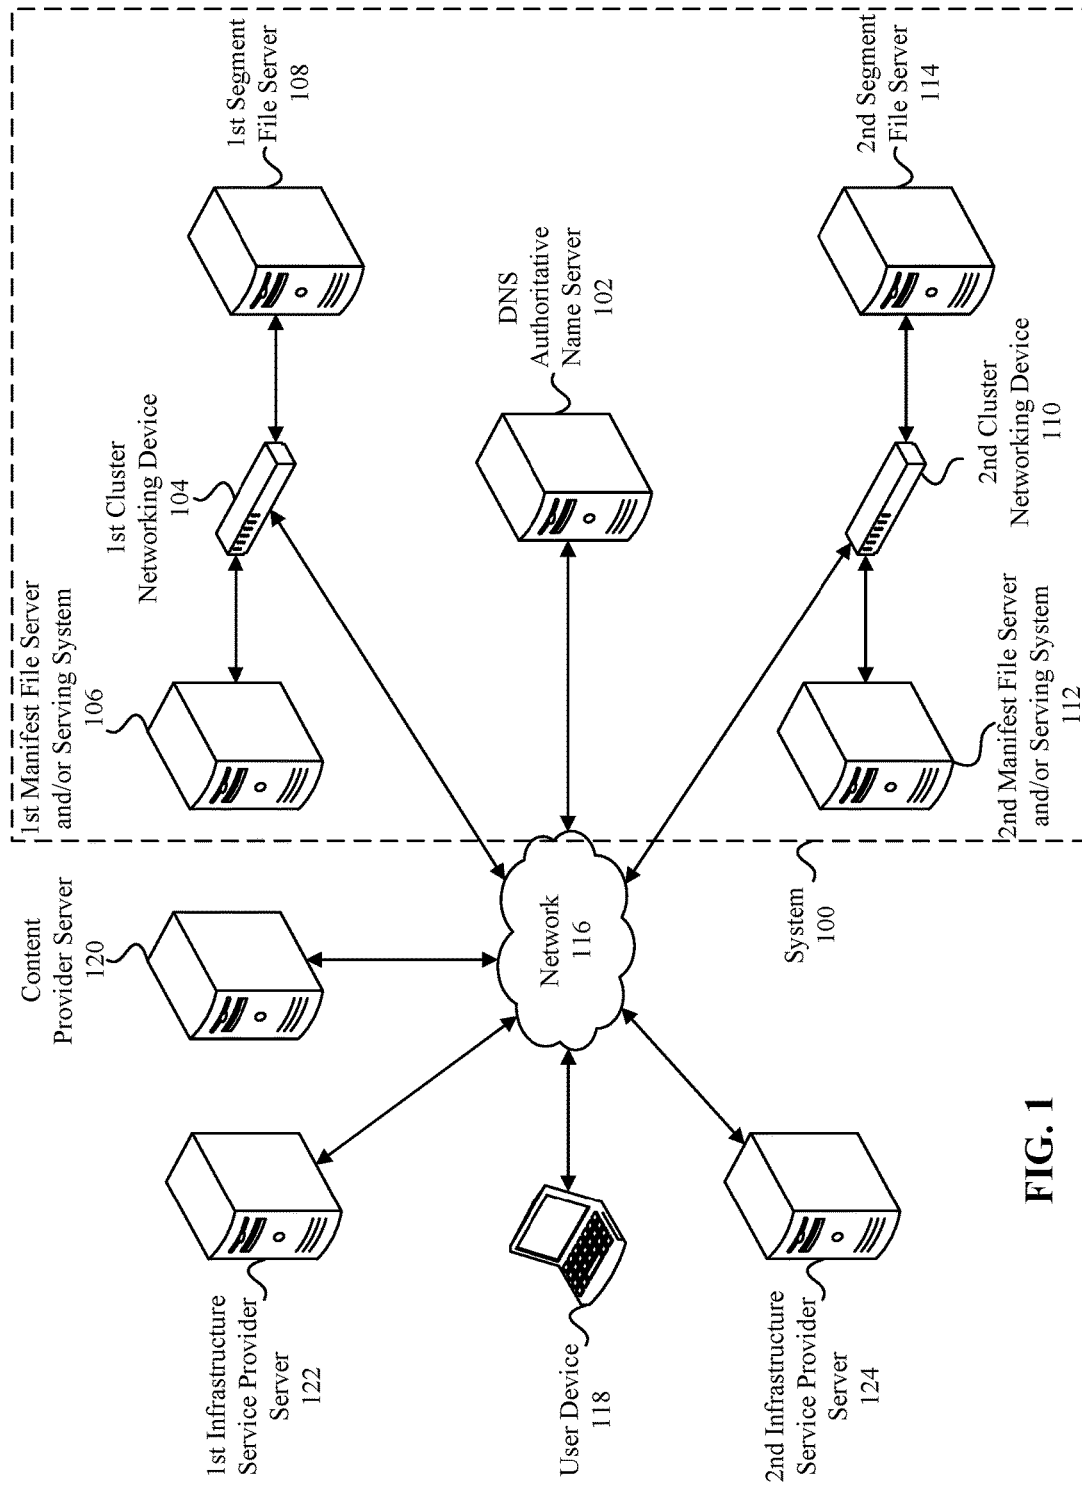 1st Infrastructure
Service Provider
Server
122
Content
Provider Server
120
1st Manifest File Server
and/or Serving System
106
1st Cluster
Networking Device
104
1st Segment
File Server
108
User Device
118
Network
116
DNS
Authoritative
Name Server
102
2nd Infrastructure
Service Provider
Server
124
System
100
2nd Manifest File Server
and/or Serving System
112
2nd Cluster
Networking Device
110
2nd Segment
File Server
114
FIG. 1